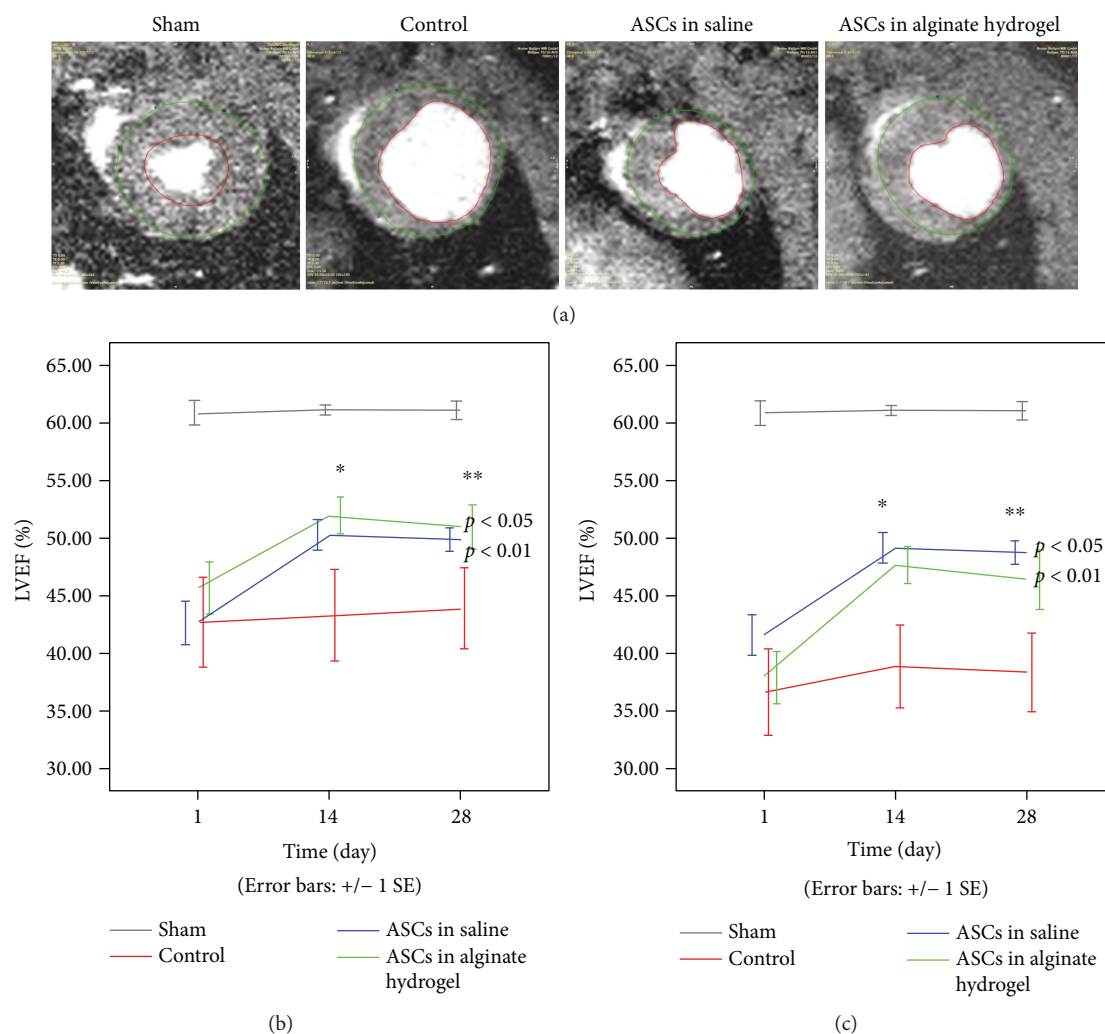 Sham
Control
ASCs in saline
ASCs in alginate hydrogel
(a)
65.00
60.00
55.00
50.00
45.00
40.00
35.00
30.00
LVEF (%)
*
**
p < 0.05
p < 0.01
1
14
28
Time (day)
(Error bars: +/− 1 SE)
Sham
Control
ASCs in saline
ASCs in alginate
hydrogel
(b)
65.00
60.00
55.00
50.00
45.00
40.00
35.00
30.00
LVEF (%)
*
**
p < 0.05
p < 0.01
1
14
28
Time (day)
(Error bars: +/− 1 SE)
Sham
Control
ASCs in saline
ASCs in alginate
hydrogel
(c)